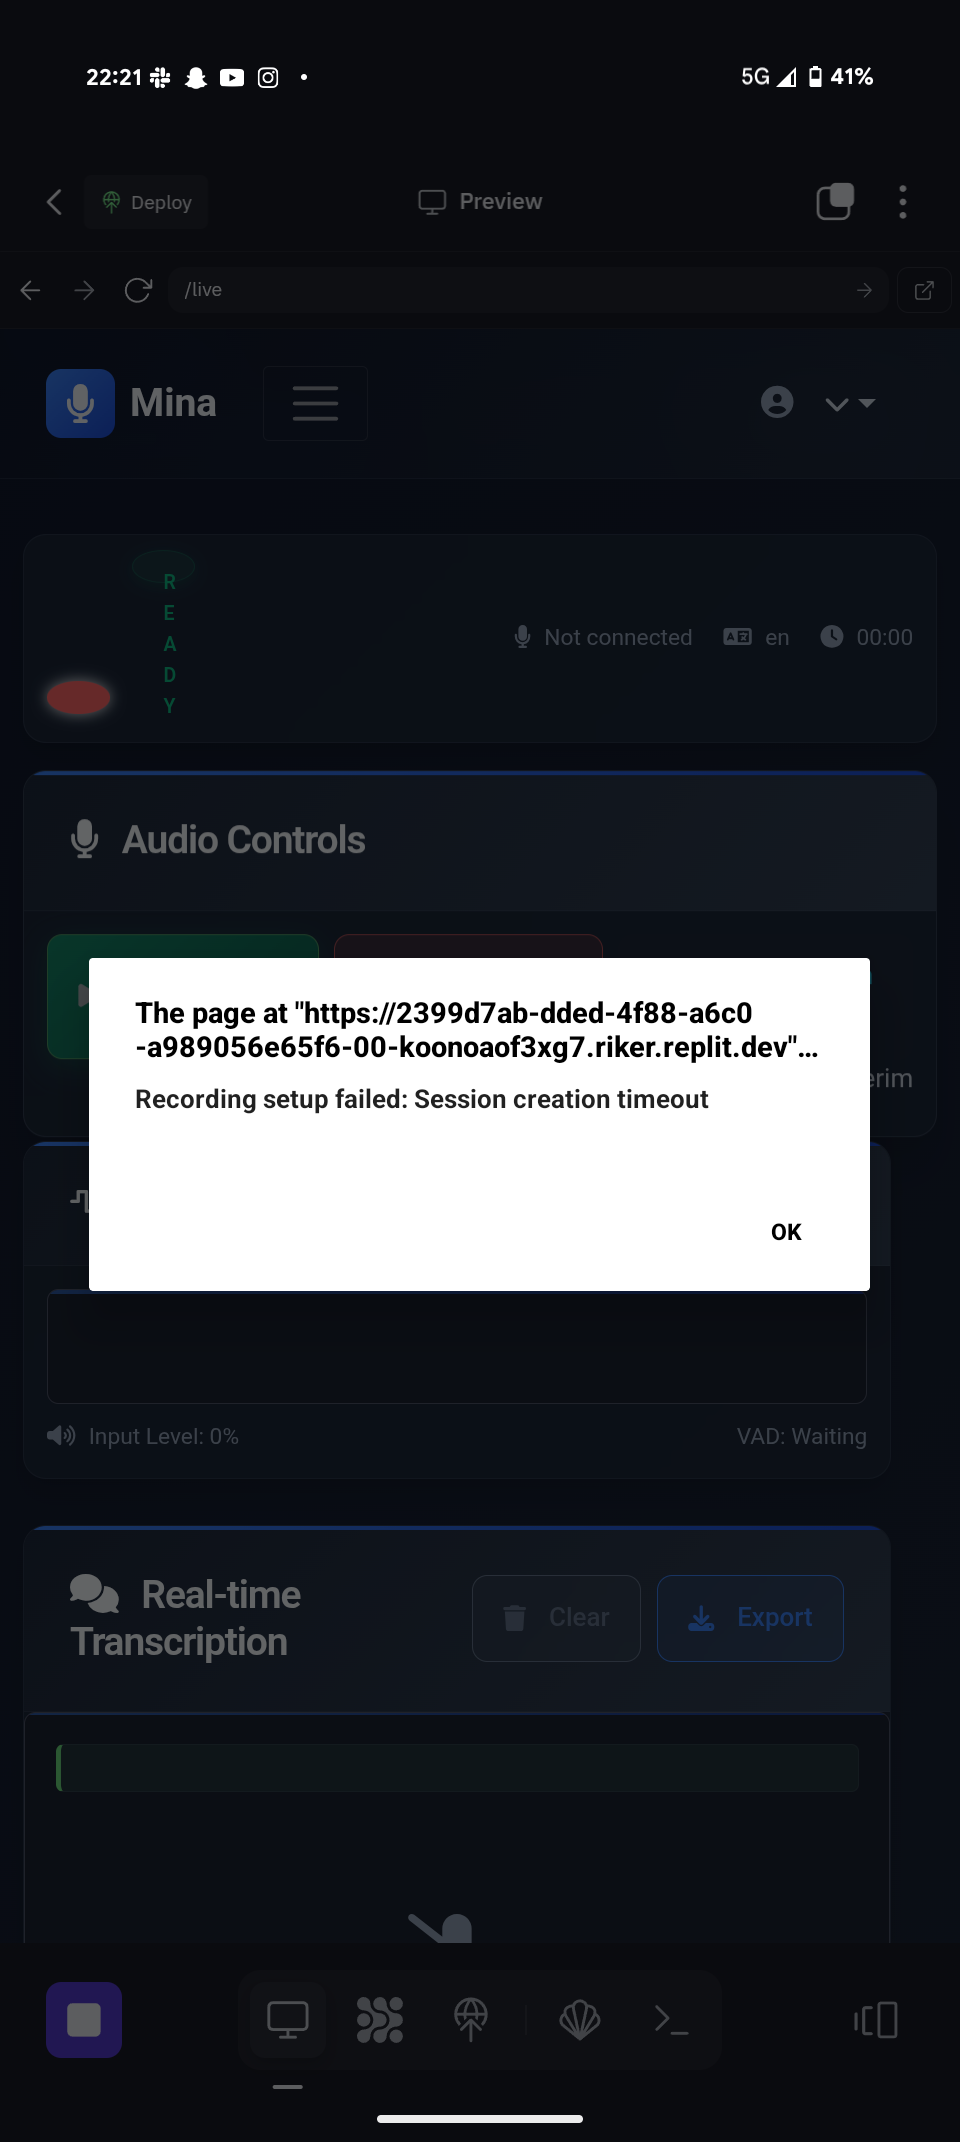 22:21
5G 41%
Deploy
Preview
/live
Mina
R
E
A
D
Y
Not connected
en
00:00
Audio Controls
The page at "https://2399d7ab-dded-4f88-a6c0
-a989056e65f6-00-koonoaof3xg7.riker.replit.dev"...
Recording setup failed: Session creation timeout
OK
erim
Input Level: 0%
VAD: Waiting
Real-time
Transcription
Clear
Export